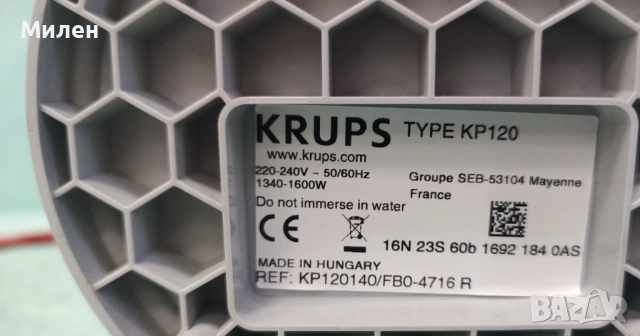 Милен
KRUPS TYPE KP120
www.krups.com
220-240V ~ 50/60Hz
1340-1600W
Groupe SEB-53104 Mayenne
France
Do not immerse in water
CE
16N 23S 60b 1692 184 0AS
MADE IN HUNGARY
REF: KP120140/FB0-4716 R
bazar